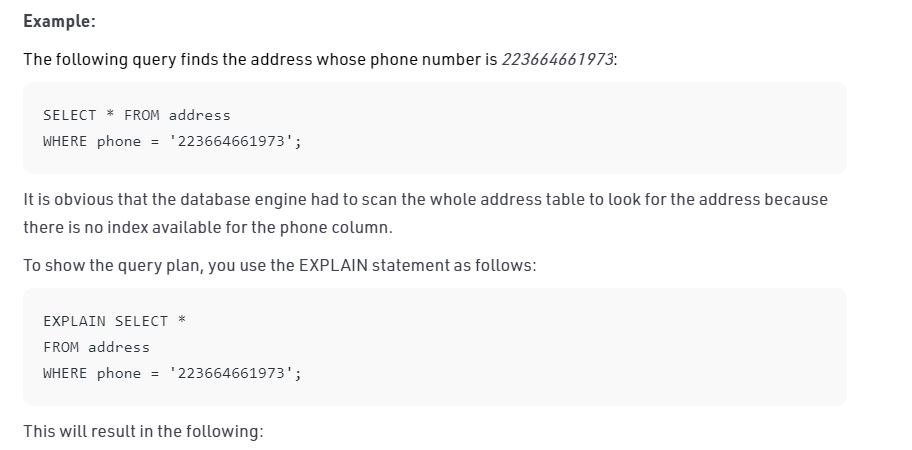 Example:
The following query finds the address whose phone number is 223664661973:
SELECT * FROM address
WHERE phone = '223664661973';
It is obvious that the database engine had to scan the whole address table to look for the address because
there is no index available for the phone column.
To show the query plan, you use the EXPLAIN statement as follows:
EXPLAIN SELECT *
FROM address
WHERE phone = '223664661973';
This will result in the following: